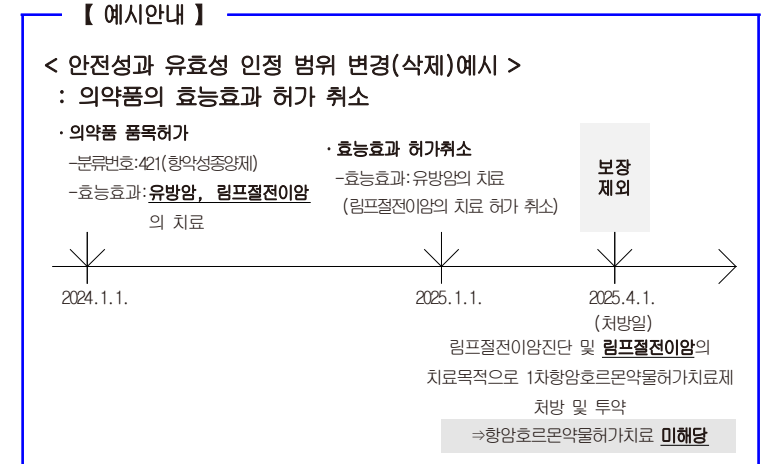 【 예시안내 】
< 안전성과 유효성 인정 범위 변경(삭제)예시 >
: 의약품의 효능효과 허가 취소
· 의약품 품목허가
-분류번호:421(항악성종양제)
-효능효과:유방암, 림프절전이암
의 치료
· 효능효과 허가취소
-효능효과:유방암의 치료
(림프절전이암의 치료 허가 취소)
보장
제외
2024.1.1.
2025.1.1.
2025.4.1.
(처방일)
림프절전이암진단 및 림프절전이암의
치료목적으로 1차항암호르몬약물허가치료제
처방 및 투약
⇒항암호르몬약물허가치료 미해당